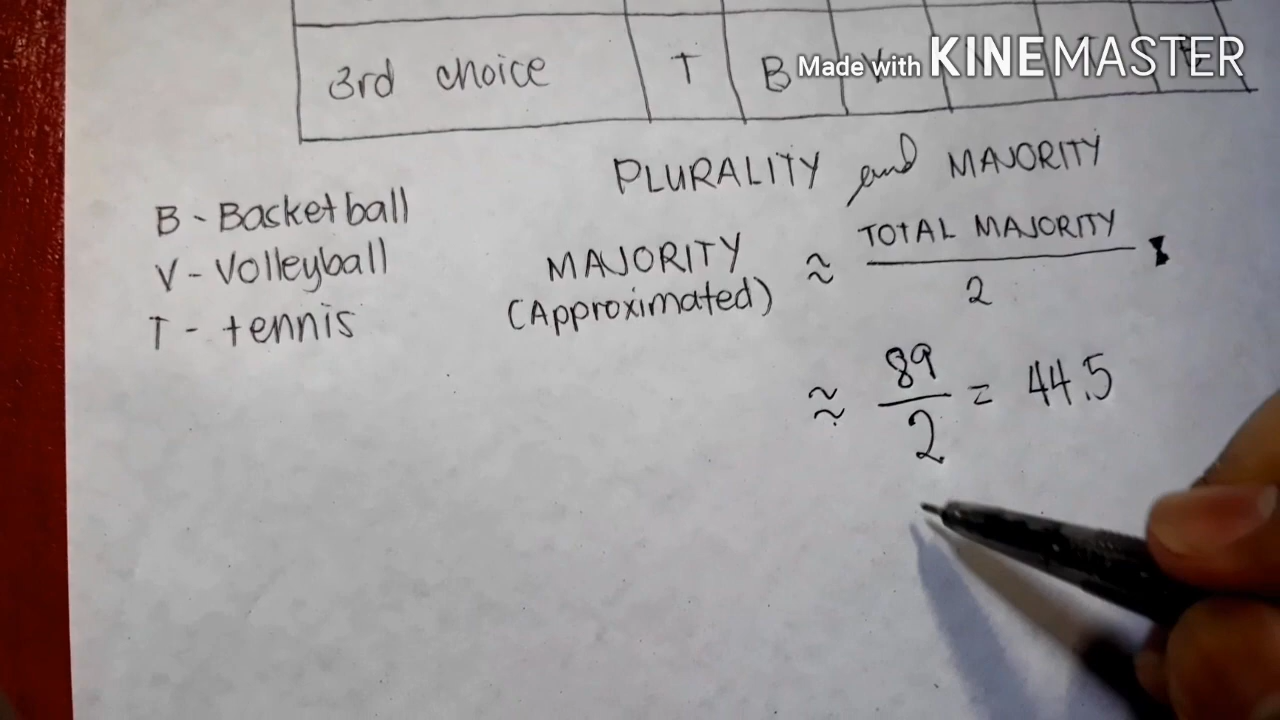 3rd choice T B V T B
Made with KINEMASTER
PLURALITY and MAJORITY
B - Basketball
V - Volleyball
T - tennis
MAJORITY ≈ TOTAL MAJORITY
(Approximated) 2
≈ 89 = 44.5
2